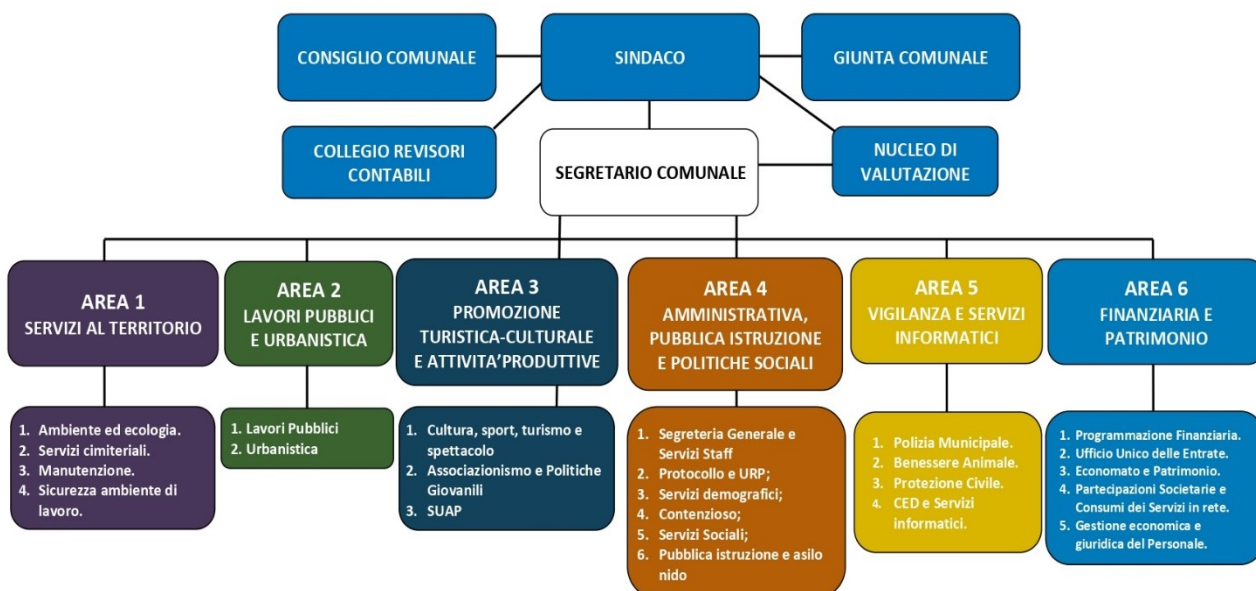 CONSIGLIO COMUNALE
SINDACO
GIUNTA COMUNALE
COLLEGIO REVISORI
CONTABILI
SEGRETARIO COMUNALE
NUCLEO DI
VALUTAZIONE
AREA 1
SERVIZI AL TERRITORIO
AREA 2
LAVORI PUBBLICI
E URBANISTICA
AREA 3
PROMOZIONE
TURISTICA-CULTURALE
E ATTIVITA'PRODUTTIVE
AREA 4
AMMINISTRATIVA,
PUBBLICA ISTRUZIONE
E POLITICHE SOCIALI
AREA 5
VIGILANZA E SERVIZI
INFORMATICI
AREA 6
FINANZIARIA E
PATRIMONIO
1. Ambiente ed ecologia.
2. Servizi cimiteriali.
3. Manutenzione.
4. Sicurezza ambiente di
lavoro.
1. Lavori Pubblici
2. Urbanistica
1. Cultura, sport, turismo e
spettacolo
2. Associazionismo e Politiche
Giovanili
3. SUAP
1. Segreteria Generale e
Servizi Staff
2. Protocollo e URP;
3. Servizi demografici;
4. Contenzioso;
5. Servizi Sociali;
6. Pubblica istruzione e asilo
nido
1. Polizia Municipale.
2. Benessere Animale.
3. Protezione Civile.
4. CED e Servizi
informatici.
1. Programmazione Finanziaria.
2. Ufficio Unico delle Entrate.
3. Economato e Patrimonio.
4. Partecipazioni Societarie e
Consumi dei Servizi in rete.
5. Gestione economica e
giuridica del Personale.